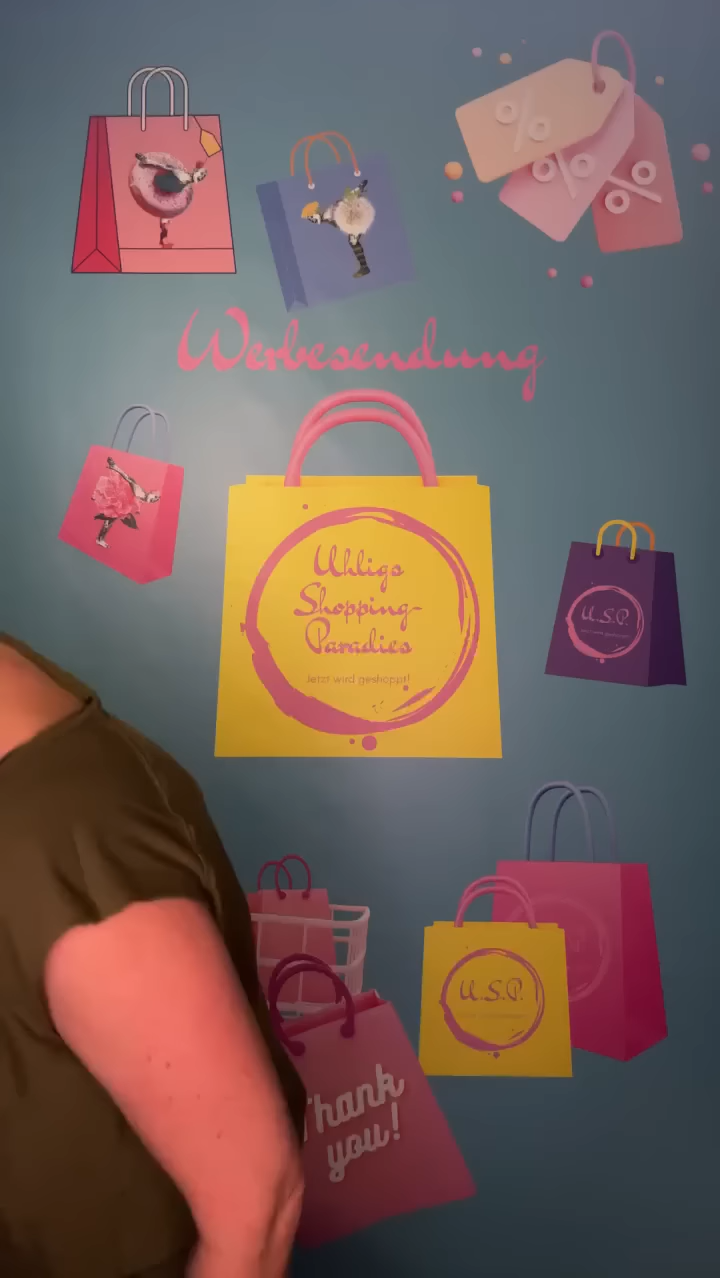 % % %
Werbesendung
Uhligs
Shopping-
Paradies
Jetzt wird geshoppt!
U.S.P.
U.S.P.
Thank
you!